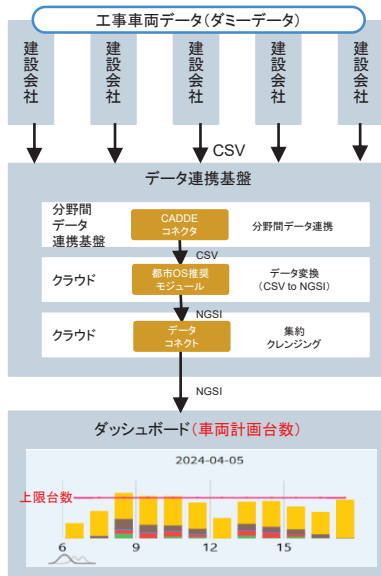 工事車両データ(ダミーデータ)
建設会社
建設会社
建設会社
建設会社
建設会社
CSV
データ連携基盤
分野間
データ
連携基盤
CADDE
コネクタ
分野間データ連携
CSV
クラウド
都市OS推奨
モジュール
データ変換
(CSV to NGSI)
NGSI
クラウド
データ
コネクト
集約
クレンジング
NGSI
ダッシュボード(車両計画台数)
2024-04-05
上限台数
6
9
12
15